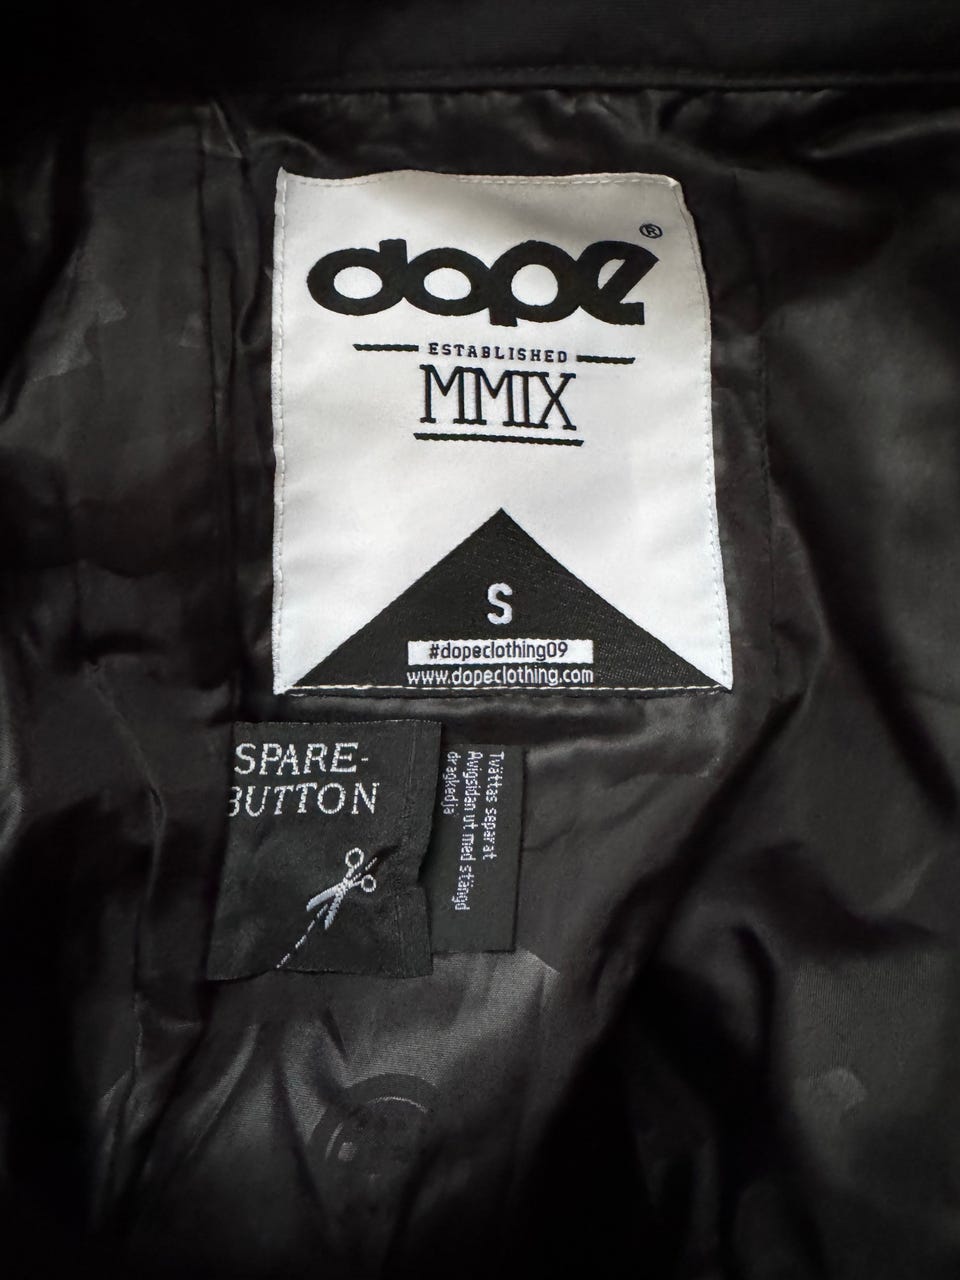 dope®
ESTABLISHED
MMIX
S
#dopeclothing09
www.dopeclothing.com
SPARE-
BUTTON
Tvättas separat
Avigsidan ut med stängd
dragkedja